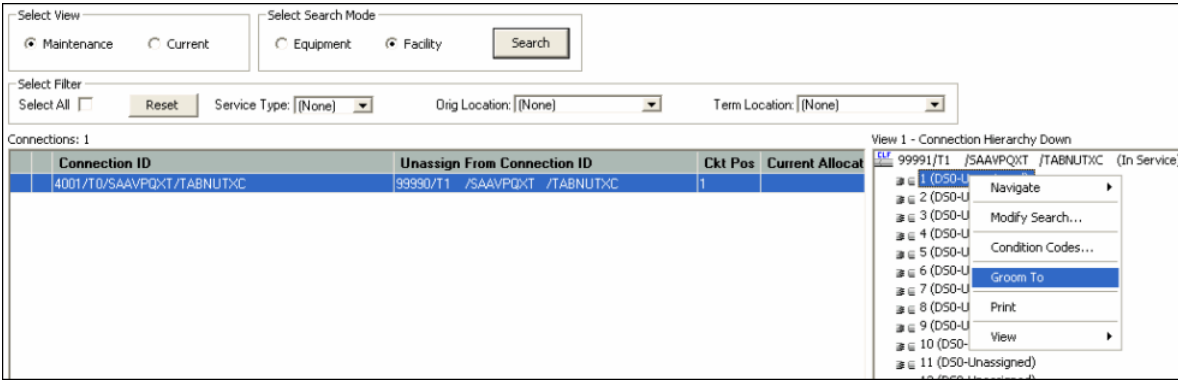 Select View
Maintenance Current
Select Search Mode
Equipment Facility Search
Select Filter
Select All Reset Service Type: (None) Orig Location: (None) Term Location: (None)
Connections: 1
Connection ID Unassign From Connection ID Ckt Pos Current Allocat
4001/T0/SAAVPQXT/TABNUTXC 99990/T1 /SAAVPQXT /TABNUTXC 1
View 1 - Connection Hierarchy Down
CLF 99991/T1 /SAAVPQXT /TABNUTXC (In Service)
1 (DS0-U
2 (DS0-U
3 (DS0-U
4 (DS0-U
5 (DS0-U
6 (DS0-U
7 (DS0-U
8 (DS0-U
9 (DS0-U
10 (DS0-
11 (DS0-Unassigned)
Navigate
Modify Search...
Condition Codes...
Groom To
Print
View